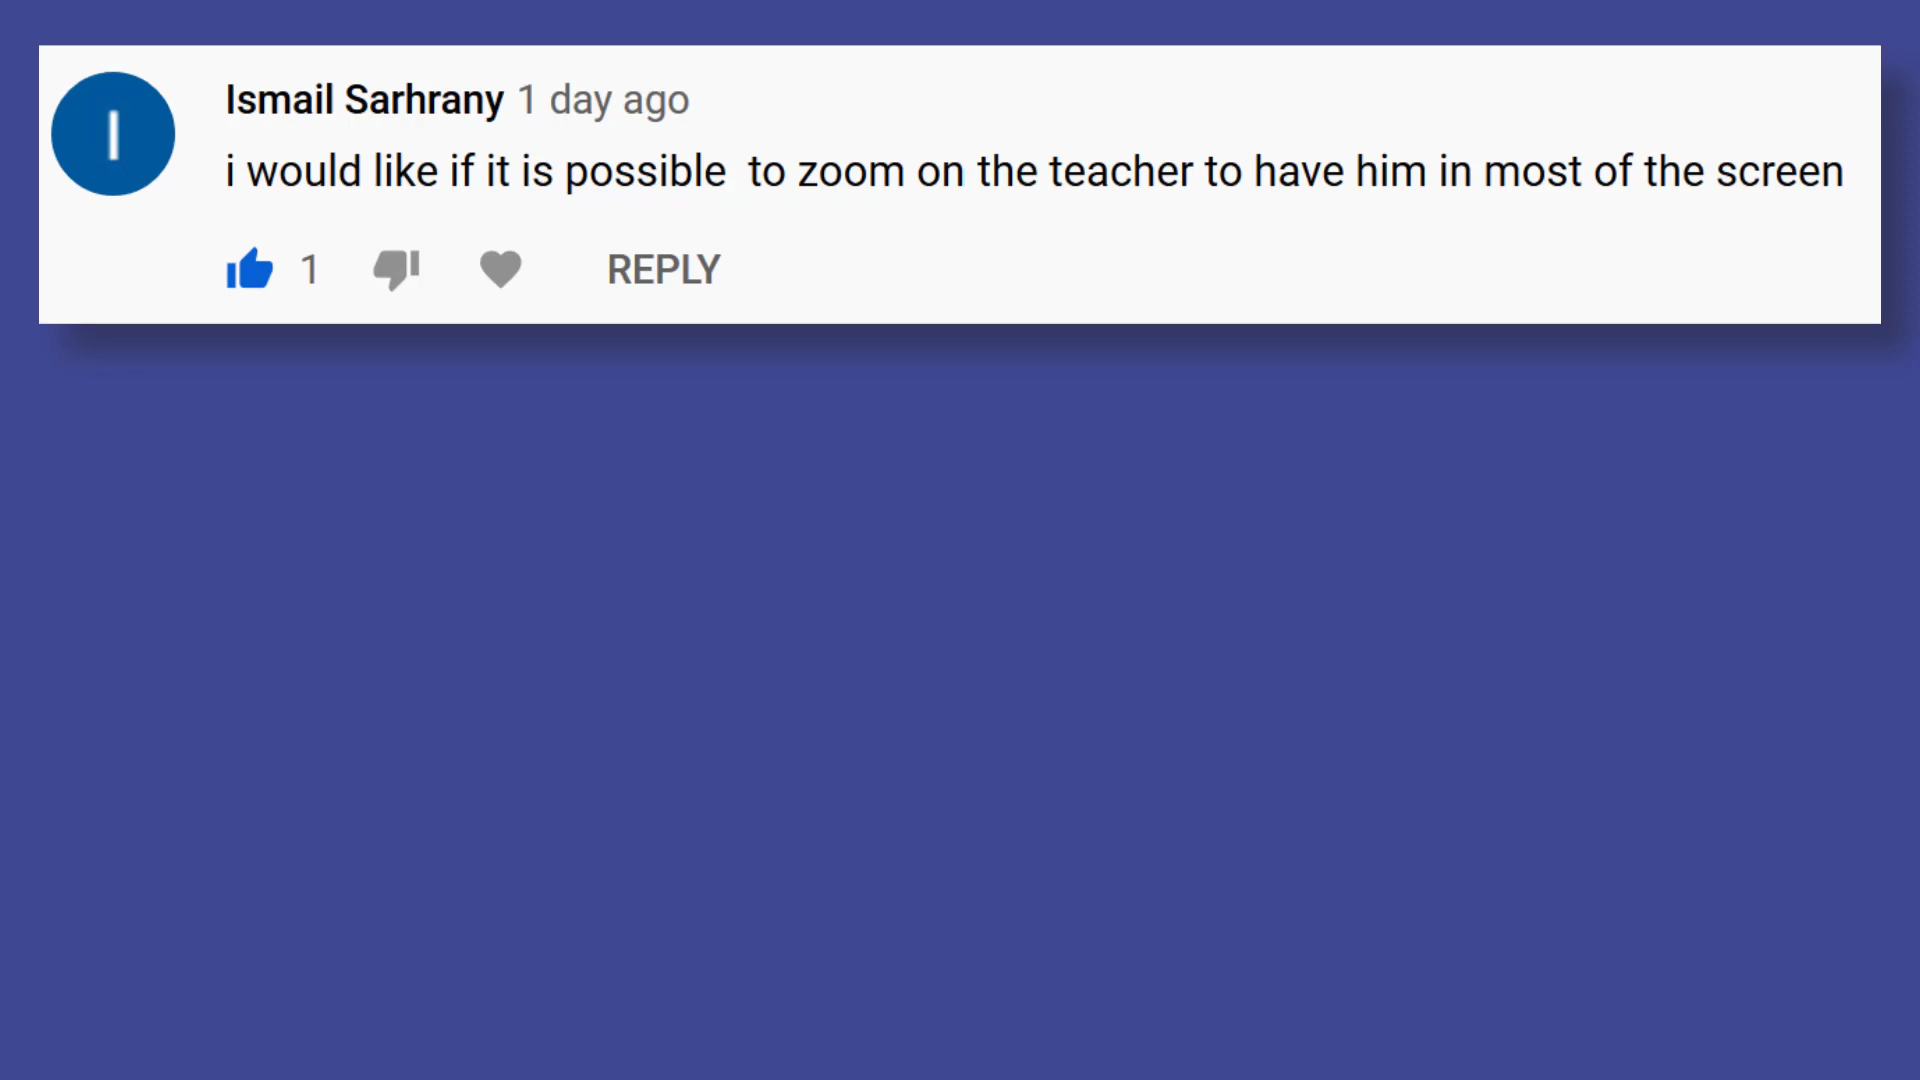 I
Ismail Sarhrany 1 day ago
i would like if it is possible  to zoom on the teacher to have him in most of the screen
1
REPLY